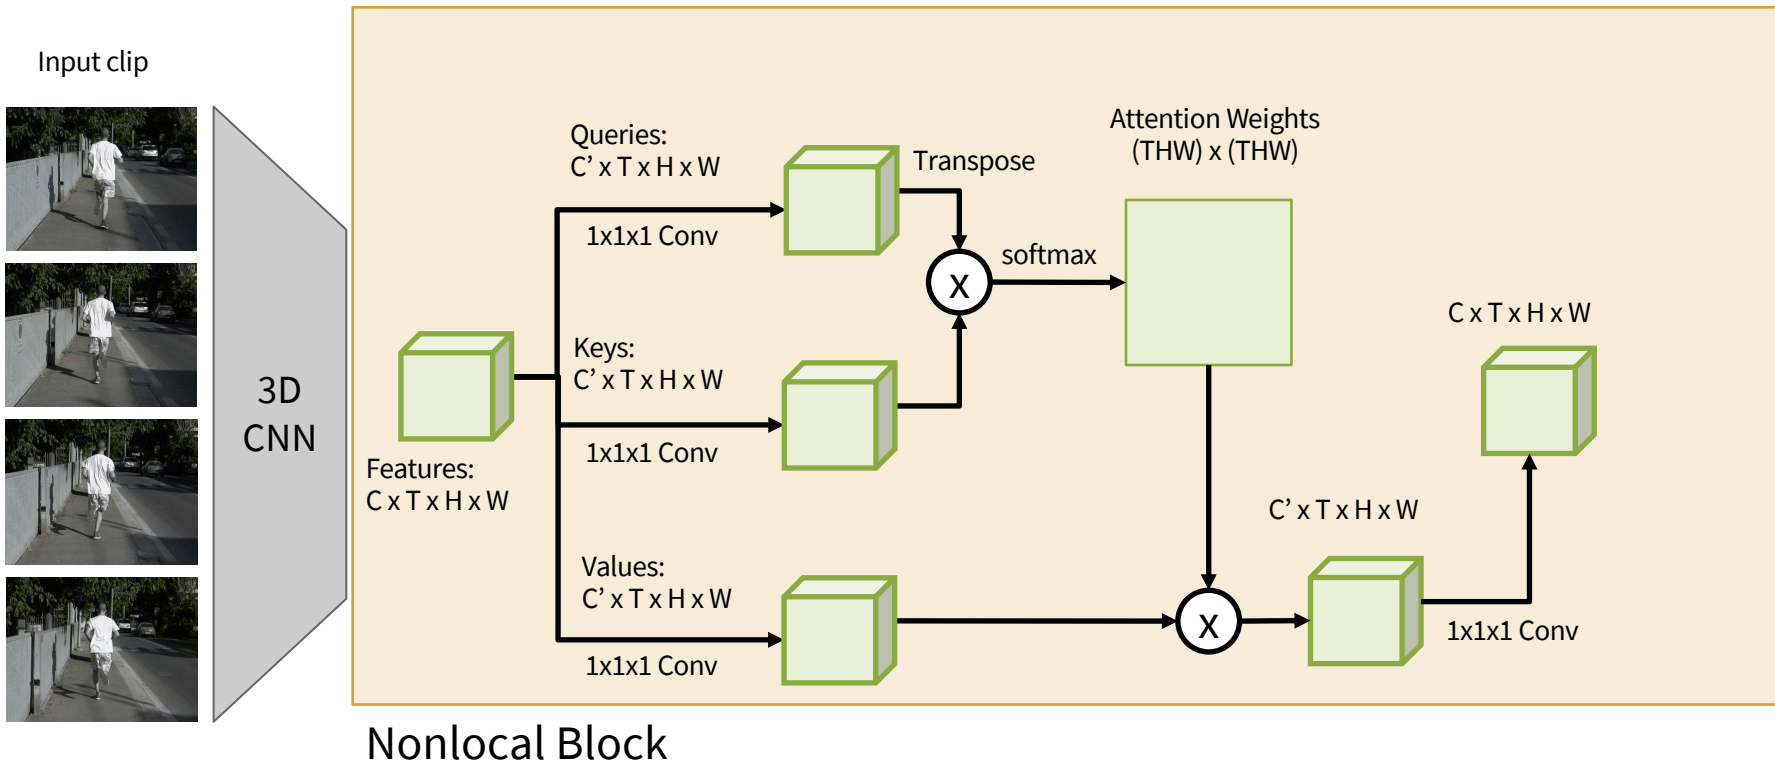 Input clip
3D
CNN
Features:
C x T x H x W
Queries:
C’ x T x H x W
1x1x1 Conv
Keys:
C’ x T x H x W
1x1x1 Conv
Values:
C’ x T x H x W
1x1x1 Conv
Transpose
X
softmax
Attention Weights
(THW) x (THW)
X
C’ x T x H x W
1x1x1 Conv
C x T x H x W
Nonlocal Block